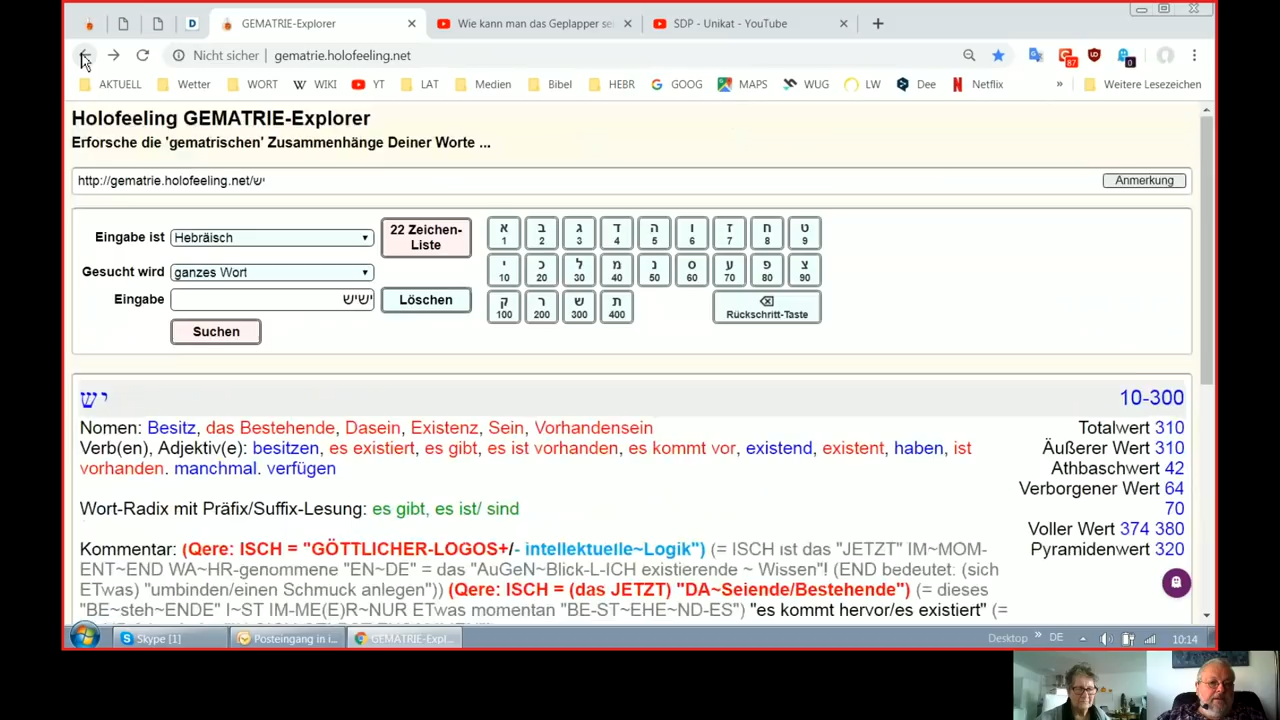 GEMATRIE-Explorer
Wie kann man das Geplapper se
SDP - Unikat - YouTube
Nicht sicher | gematrie.holofeeling.net
AKTUELL Wetter WORT WIKI YT LAT Medien Bibel HEBR GOOG MAPS WUG LW Dee Netflix » Weitere Lesezeichen
Holofeeling GEMATRIE-Explorer
Erforsche die 'gematrischen' Zusammenhänge Deiner Worte ...
http://gematrie.holofeeling.net/יש
Anmerkung
Eingabe ist Hebräisch
Gesucht wird ganzes Wort
Eingabe ישיש
Suchen
22 Zeichen-
Liste
Löschen
א ב ג ד ה ו ז ח ט
1 2 3 4 5 6 7 8 9
י כ ל מ נ ס ע פ צ
10 20 30 40 50 60 70 80 90
ק ר ש ת
100 200 300 400 Rückschritt-Taste
יש 10-300
Nomen: Besitz, das Bestehende, Dasein, Existenz, Sein, Vorhandensein
Verb(en), Adjektiv(e): besitzen, es existiert, es gibt, es ist vorhanden, es kommt vor, existend, existent, haben, ist
vorhanden. manchmal. verfügen
Wort-Radix mit Präfix/Suffix-Lesung: es gibt, es ist/ sind
Kommentar: (Qere: ISCH = "GÖTTLICHER-LOGOS+/- intellektuelle~Logik") (= ISCH ist das "JETZT" IM~MOM-
ENT~END WA~HR-genommene "EN~DE" = das "AuGeN~Blick-L-ICH existierende ~ Wissen"! (END bedeutet: (sich
ETwas) "umbinden/einen Schmuck anlegen")) (Qere: ISCH = (das JETZT) "DA~Seiende/Bestehende") (= dieses
"BE~steh~ENDE" I~ST IM-ME(E)R~NUR ETwas momentan "BE-ST~EHE~ND-ES") "es kommt hervor/es existiert" (=
Totalwert 310
Äußerer Wert 310
Athbaschwert 42
Verborgener Wert 64
70
Voller Wert 374 380
Pyramidenwert 320
Skype [1]
Posteingang in i...
GEMATRIE-Expl...
Desktop » DE 10:14